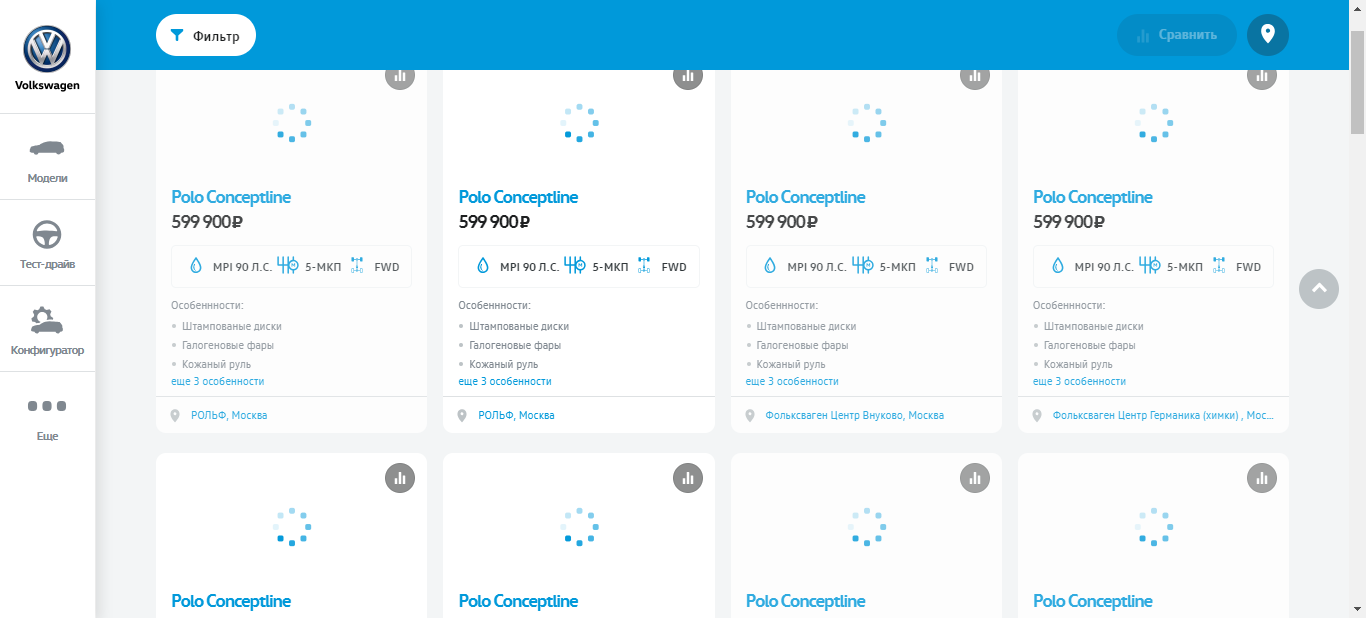 Volkswagen
Модели
Тест-драйв
Конфигуратор
Еще
Фильтр
Сравнить
Polo Conceptline
599 900₽
MPI 90 Л.С. 5-МКП FWD
Особеннности:
Штампованые диски
Галогеновые фары
Кожаный руль
еще 3 особенности
РОЛЬФ, Москва
Polo Conceptline
599 900₽
MPI 90 Л.С. 5-МКП FWD
Особеннности:
Штампованые диски
Галогеновые фары
Кожаный руль
еще 3 особенности
РОЛЬФ, Москва
Polo Conceptline
599 900₽
MPI 90 Л.С. 5-МКП FWD
Особеннности:
Штампованые диски
Галогеновые фары
Кожаный руль
еще 3 особенности
Фольксваген Центр Внуково, Москва
Polo Conceptline
599 900₽
MPI 90 Л.С. 5-МКП FWD
Особеннности:
Штампованые диски
Галогеновые фары
Кожаный руль
еще 3 особенности
Фольксваген Центр Германика (химки) , Мос...
Polo Conceptline
Polo Conceptline
Polo Conceptline
Polo Conceptline